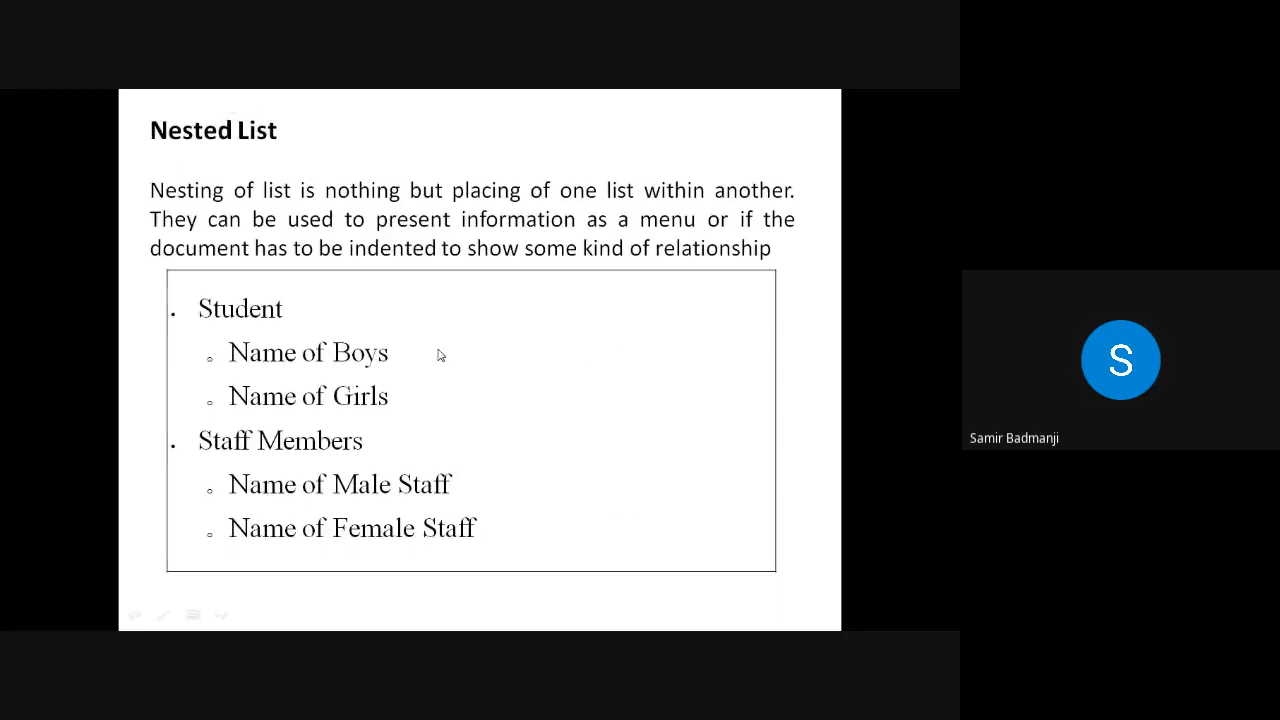 Nested List
Nesting of list is nothing but placing of one list within another.
They can be used to present information as a menu or if the
document has to be indented to show some kind of relationship
Student
Name of Boys
Name of Girls
Staff Members
Name of Male Staff
Name of Female Staff
S
Samir Badmanji